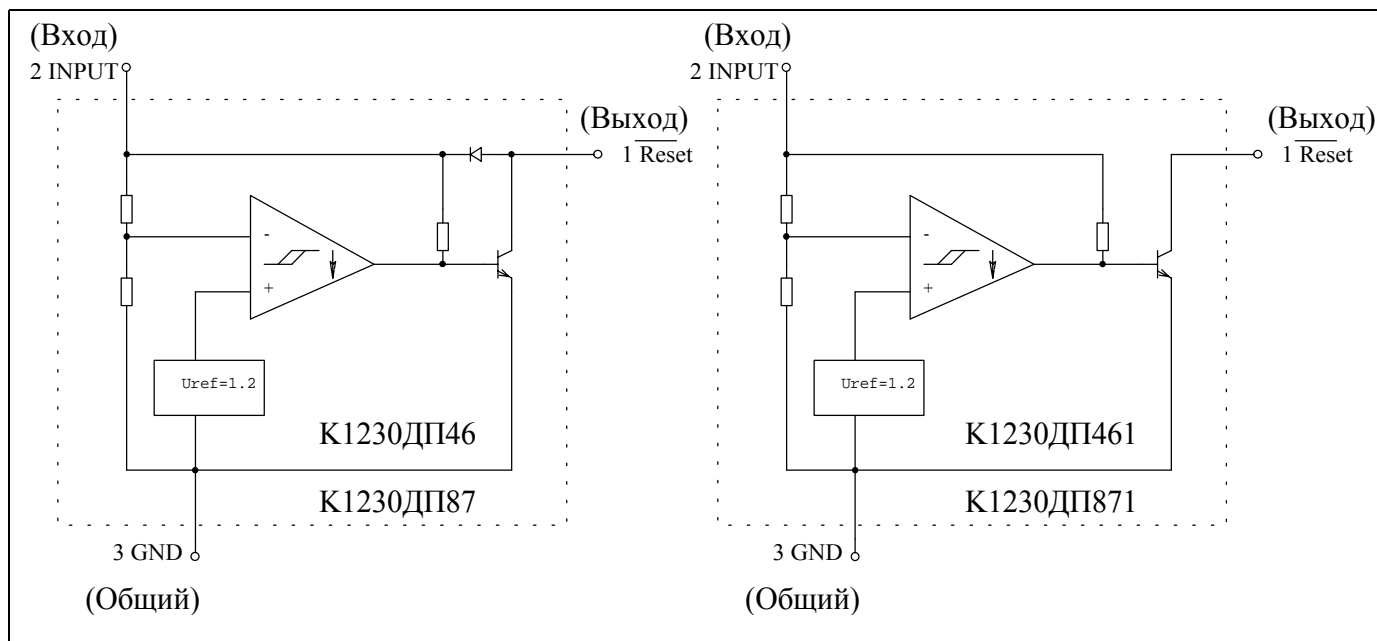 (Вход)
2 INPUT
(Выход)
1 Reset
-
+
Uref=1.2
К1230ДП46
К1230ДП87
3 GND
(Общий)
(Вход)
2 INPUT
(Выход)
1 Reset
-
+
Uref=1.2
К1230ДП461
К1230ДП871
3 GND
(Общий)